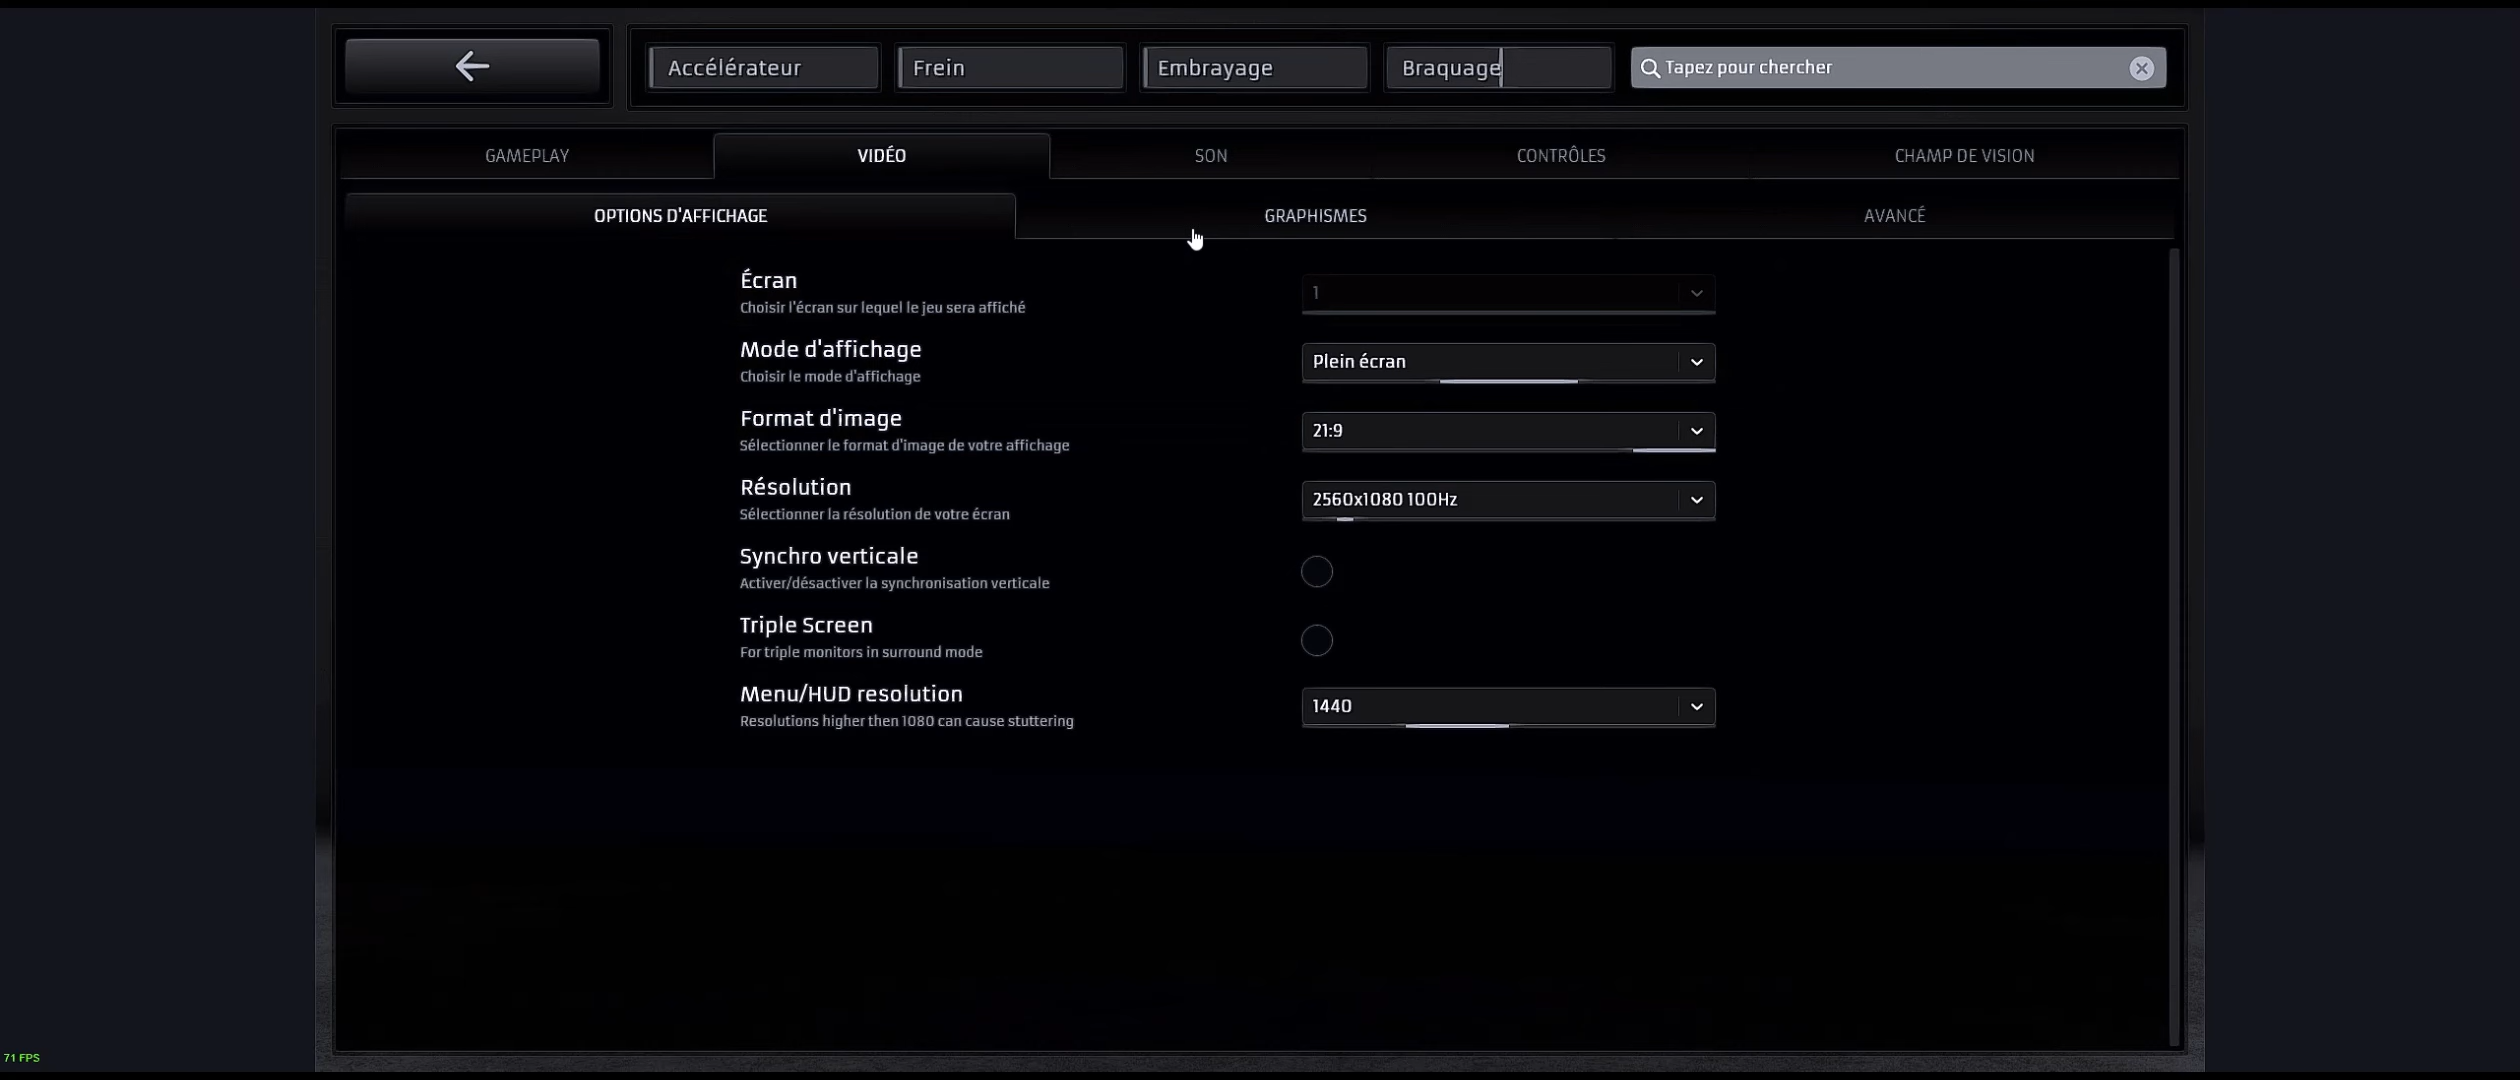 Accélérateur
Frein
Embrayage
Braquage
Tapez pour chercher
GAMEPLAY
VIDÉO
SON
CONTRÔLES
CHAMP DE VISION
OPTIONS D'AFFICHAGE
GRAPHISMES
AVANCÉ
Écran
Choisir l'écran sur lequel le jeu sera affiché
1
Mode d'affichage
Choisir le mode d'affichage
Plein écran
Format d'image
Sélectionner le format d'image de votre affichage
21:9
Résolution
Sélectionner la résolution de votre écran
2560x1080 100Hz
Synchro verticale
Activer/désactiver la synchronisation verticale
Triple Screen
For triple monitors in surround mode
Menu/HUD resolution
Resolutions higher then 1080 can cause stuttering
1440
71 FPS